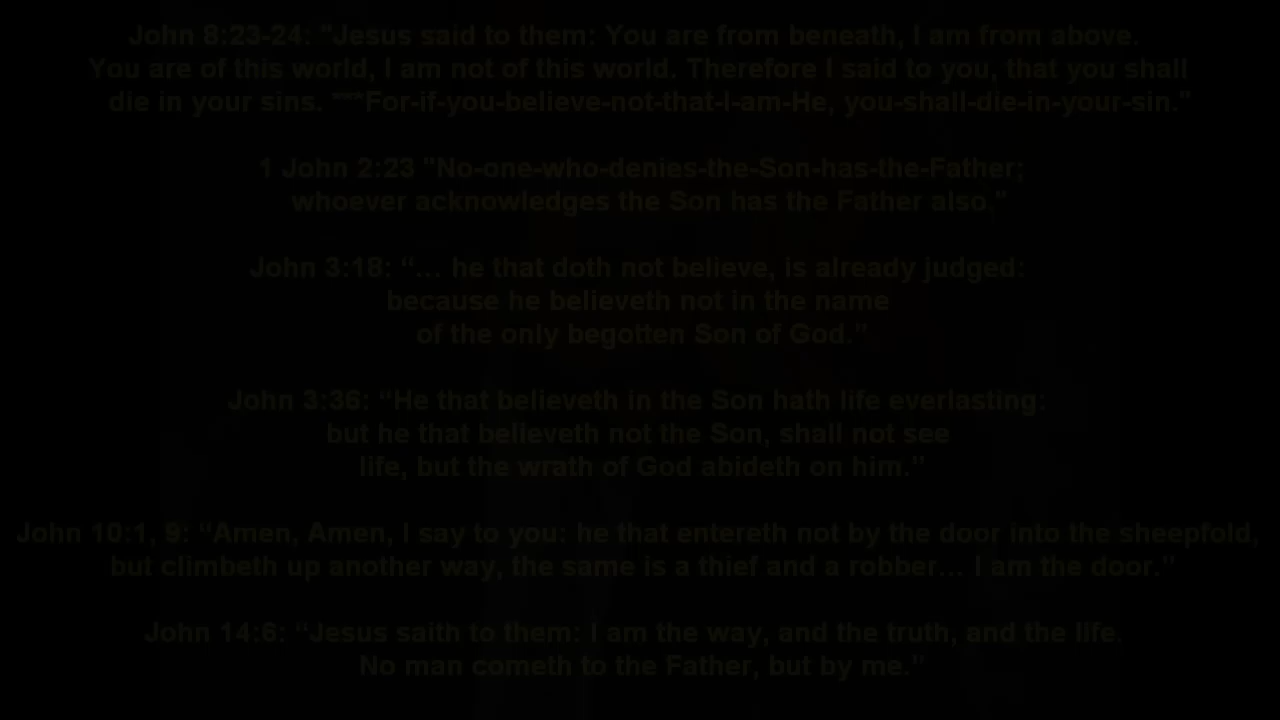 John 8:23-24: "Jesus said to them: You are from beneath, I am from above.
You are of this world, I am not of this world. Therefore I said to you, that you shall
die in your sins. ***For-if-you-believe-not-that-I-am-He, you-shall-die-in-your-sin."
1 John 2:23 "No-one-who-denies-the-Son-has-the-Father;
whoever acknowledges the Son has the Father also."
John 3:18: “... he that doth not believe, is already judged:
because he believeth not in the name
of the only begotten Son of God.”
John 3:36: “He that believeth in the Son hath life everlasting:
but he that believeth not the Son, shall not see
life, but the wrath of God abideth on him.”
John 10:1, 9: “Amen, Amen, I say to you: he that entereth not by the door into the sheepfold,
but climbeth up another way, the same is a thief and a robber... I am the door.”
John 14:6: “Jesus saith to them: I am the way, and the truth, and the life.
No man cometh to the Father, but by me.”